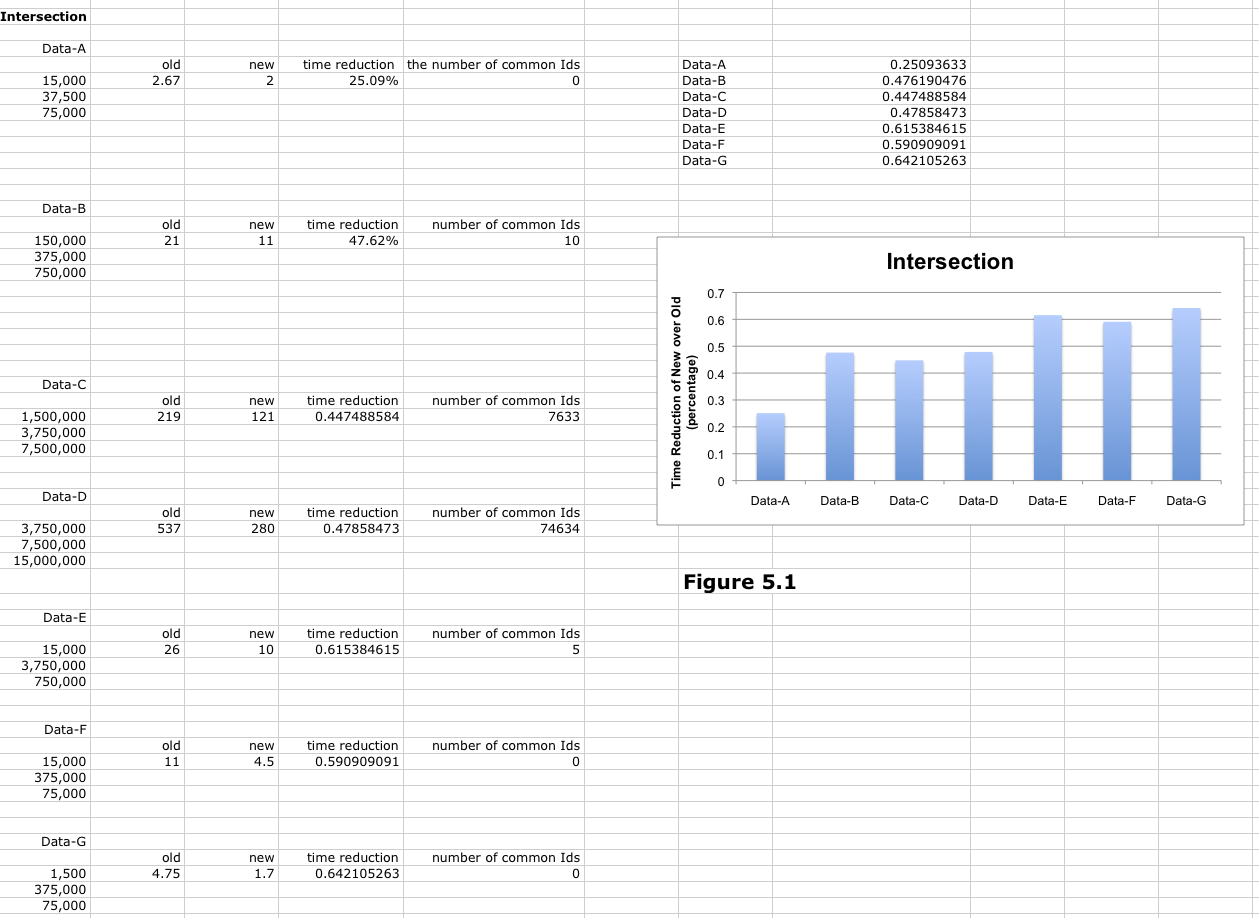 Intersection
Data-A
old new time reduction the number of common Ids
15,000 2.67 2 25.09% 0
37,500
75,000
Data-B
old new time reduction number of common Ids
150,000 21 11 47.62% 10
375,000
750,000
Data-C
old new time reduction number of common Ids
1,500,000 219 121 0.447488584 7633
3,750,000
7,500,000
Data-D
old new time reduction number of common Ids
3,750,000 537 280 0.47858473 74634
7,500,000
15,000,000
Data-E
old new time reduction number of common Ids
15,000 26 10 0.615384615 5
3,750,000
750,000
Data-F
old new time reduction number of common Ids
15,000 11 4.5 0.590909091 0
375,000
75,000
Data-G
old new time reduction number of common Ids
1,500 4.75 1.7 0.642105263 0
375,000
75,000
Data-A 0.25093633
Data-B 0.476190476
Data-C 0.447488584
Data-D 0.47858473
Data-E 0.615384615
Data-F 0.590909091
Data-G 0.642105263
Intersection
Time Reduction of New over Old
(percentage)
0.7
0.6
0.5
0.4
0.3
0.2
0.1
0
Data-A Data-B Data-C Data-D Data-E Data-F Data-G
Figure 5.1